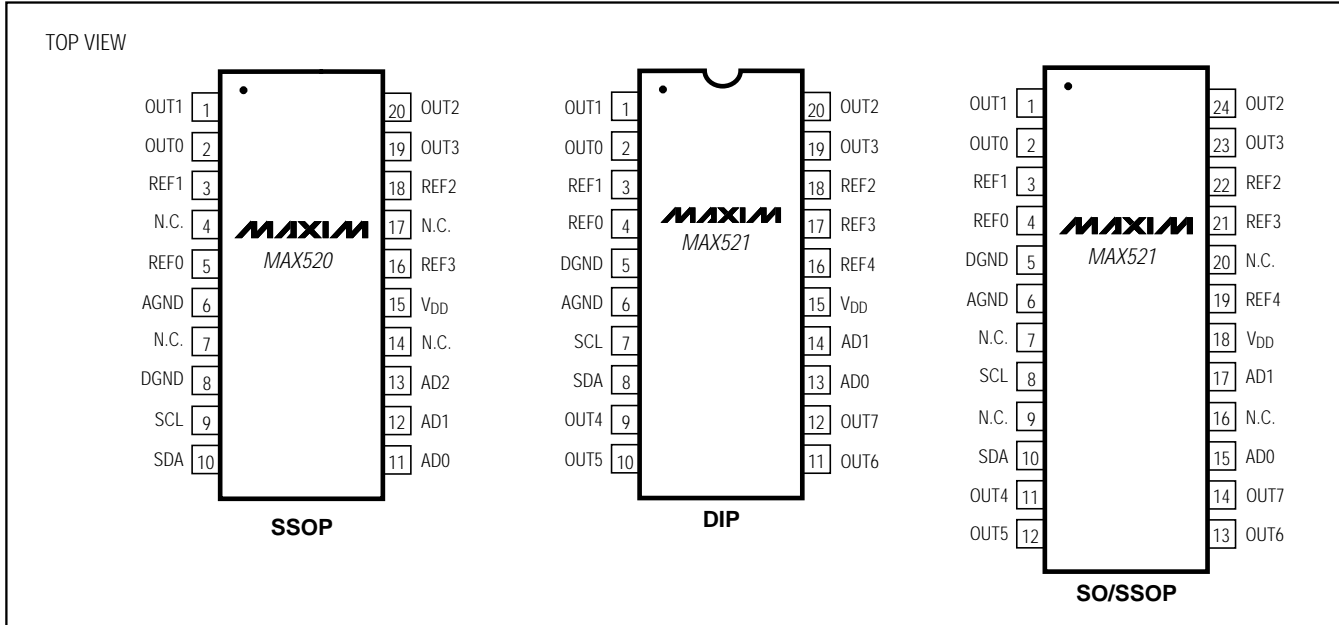 TOP VIEW
OUT1 1
OUT0 2
REF1 3
N.C. 4
REF0 5
AGND 6
N.C. 7
DGND 8
SCL 9
SDA 10
20 OUT2
19 OUT3
18 REF2
17 N.C.
16 REF3
15 VDD
14 N.C.
13 AD2
12 AD1
11 AD0
MAXIM
MAX520
SSOP
OUT1 1
OUT0 2
REF1 3
REF0 4
DGND 5
AGND 6
SCL 7
SDA 8
OUT4 9
OUT5 10
20 OUT2
19 OUT3
18 REF2
17 REF3
16 REF4
15 VDD
14 AD1
13 AD0
12 OUT7
11 OUT6
MAXIM
MAX521
DIP
OUT1 1
OUT0 2
REF1 3
REF0 4
DGND 5
AGND 6
N.C. 7
SCL 8
N.C. 9
SDA 10
OUT4 11
OUT5 12
24 OUT2
23 OUT3
22 REF2
21 REF3
20 N.C.
19 REF4
18 VDD
17 AD1
16 N.C.
15 AD0
14 OUT7
13 OUT6
MAXIM
MAX521
SO/SSOP